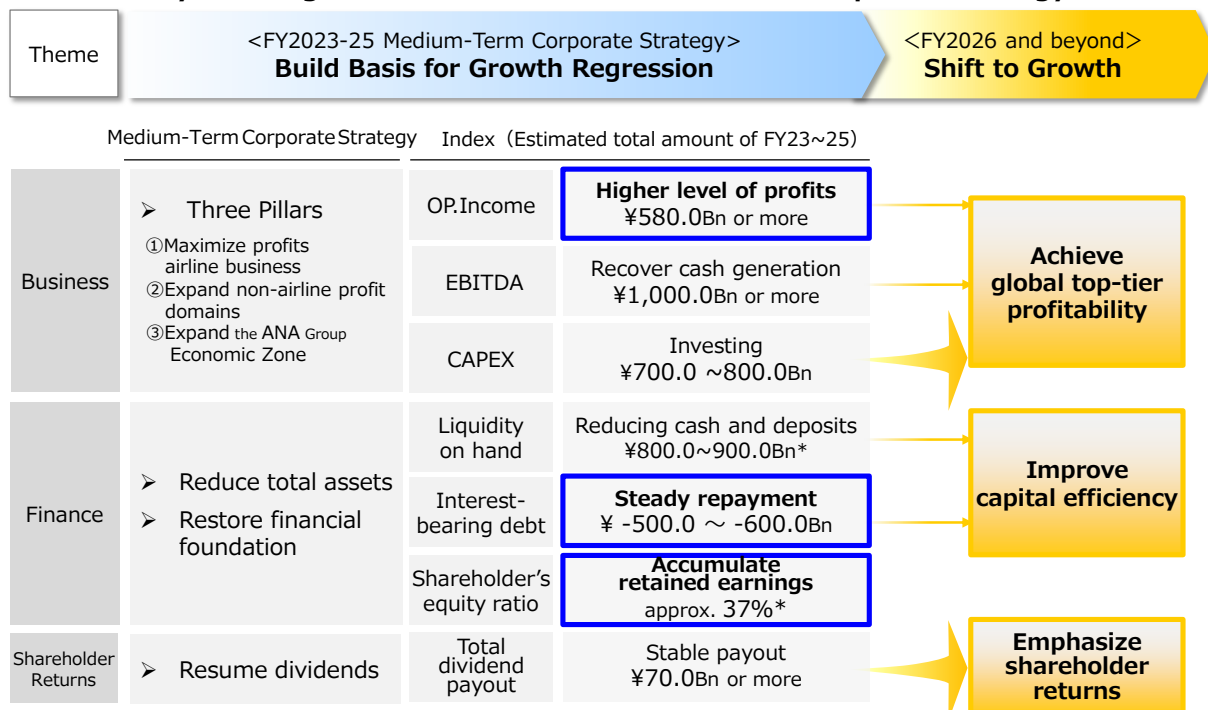 Theme
<FY2023-25 Medium-Term Corporate Strategy>
Build Basis for Growth Regression
<FY2026 and beyond>
Shift to Growth
Medium-Term Corporate Strategy
Index (Estimated total amount of FY23~25)
Business
➢ Three Pillars
①Maximize profits
airline business
②Expand non-airline profit
domains
③Expand the ANA Group
Economic Zone
OP.Income
Higher level of profits
¥580.0Bn or more
EBITDA
Recover cash generation
¥1,000.0Bn or more
CAPEX
Investing
¥700.0 ~800.0Bn
Achieve
global top-tier
profitability
Finance
➢ Reduce total assets
➢ Restore financial
foundation
Liquidity
on hand
Reducing cash and deposits
¥800.0~900.0Bn*
Interest-
bearing debt
Steady repayment
¥ -500.0 ～ -600.0Bn
Shareholder's
equity ratio
Accumulate
retained earnings
approx. 37%*
Improve
capital efficiency
Shareholder
Returns
➢ Resume dividends
Total
dividend
payout
Stable payout
¥70.0Bn or more
Emphasize
shareholder
returns